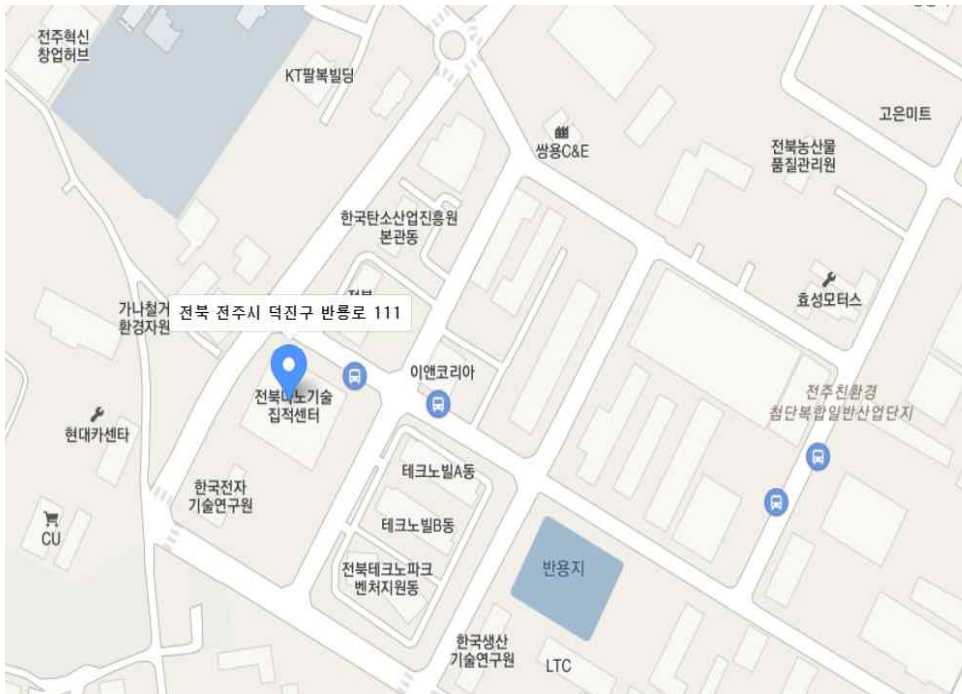 전주혁신
창업허브
KT팔복빌딩
고은미트
쌍용C&E
전북농산물
품질관리원
한국탄소산업진흥원
본관동
효성모터스
가나철거
환경자원
전북 전주시 덕진구 반룡로 111
이앤코리아
전주친환경
첨단복합일반산업단지
집적센터
현대카센타
테크노빌A동
한국전자
기술연구원
테크노빌B동
CU
전북테크노파크
벤처지원동
반용지
한국생산
기술연구원
LTC